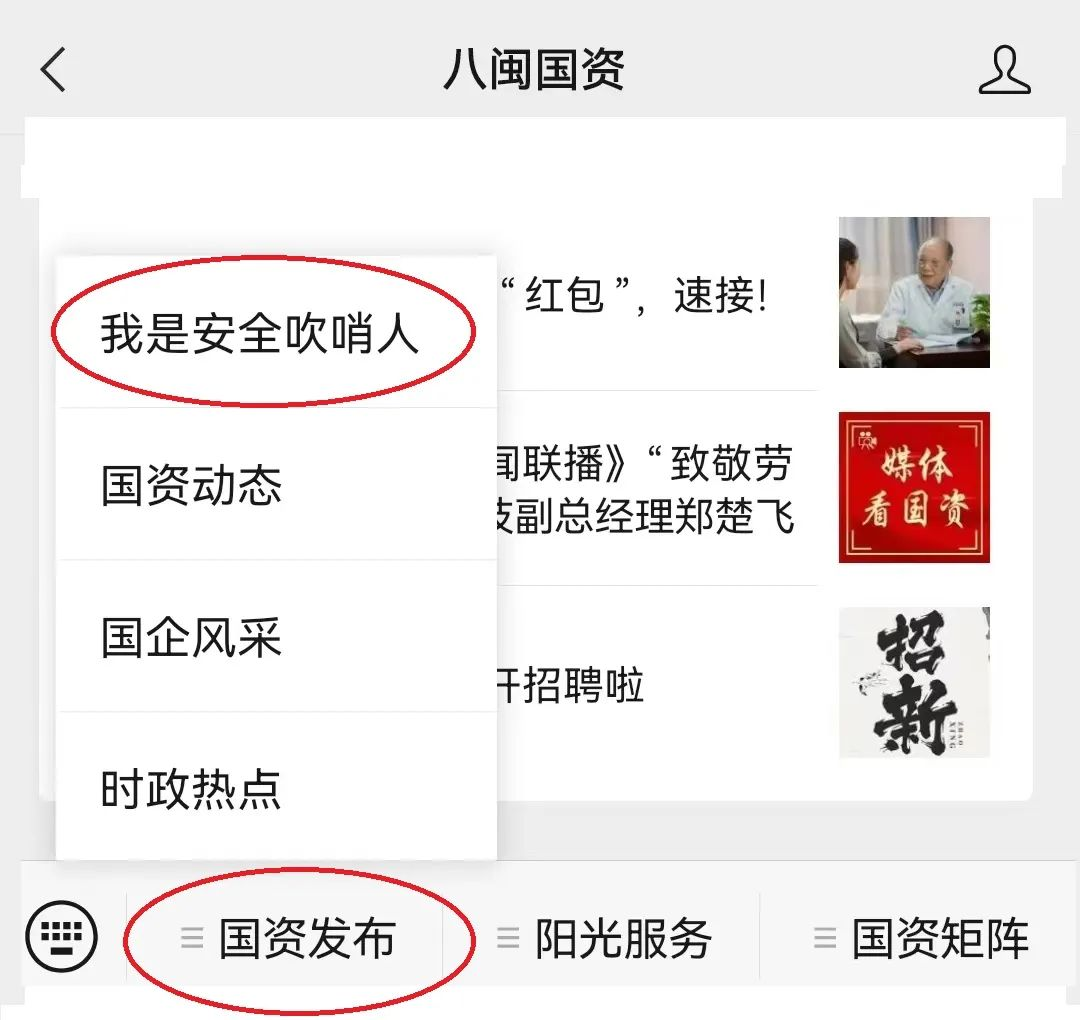 八闽国资
“红包”，速接！
我是安全吹哨人
国资动态
闻联播》“致敬劳
技副总经理郑楚飞
媒体
看国资
国企风采
开招聘啦
招新
ZHAO
XING
时政热点
国资发布
阳光服务
国资矩阵